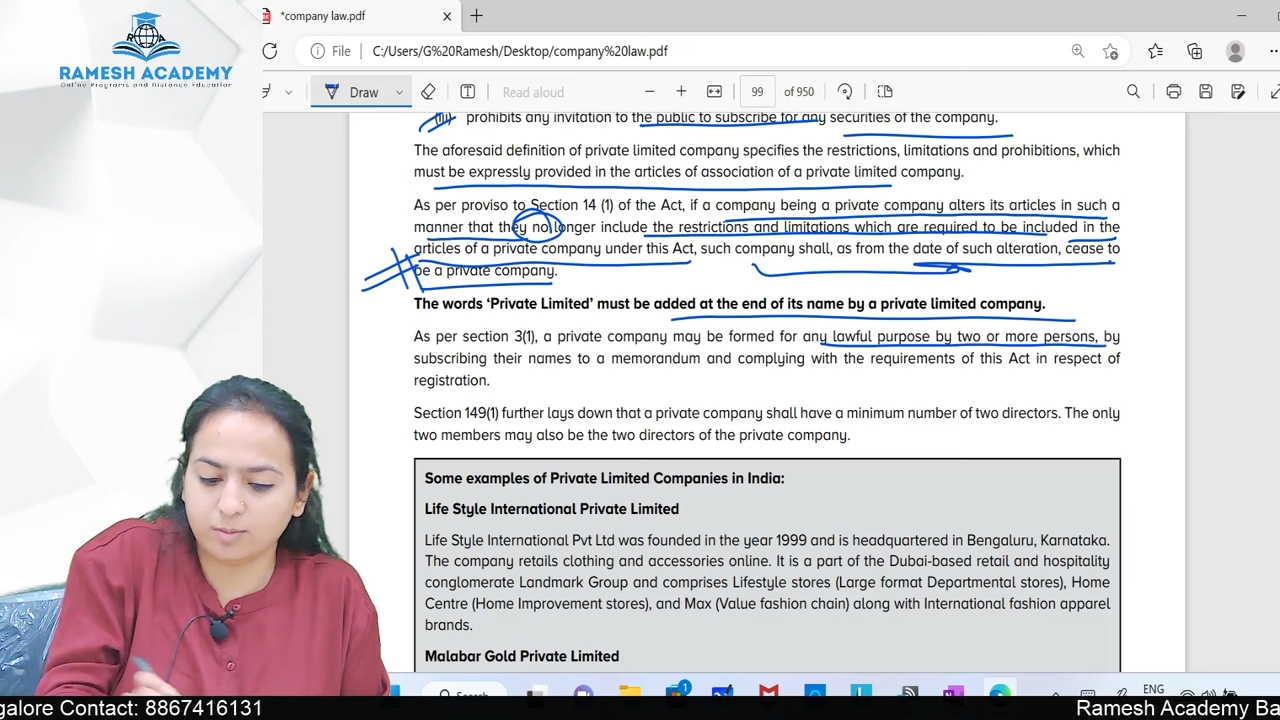 *company law.pdf
RAMESH ACADEMY
Online Programs and Distance Education
File
C:/Users/G%20Ramesh/Desktop/company%20law.pdf
Draw
Read aloud
99 of 950
(iii) prohibits any invitation to the public to subscribe for any securities of the company.
The aforesaid definition of private limited company specifies the restrictions, limitations and prohibitions, which
must be expressly provided in the articles of association of a private limited company.
As per proviso to Section 14 (1) of the Act, if a company being a private company alters its articles in such a
manner that they no longer include the restrictions and limitations which are required to be included in the
articles of a private company under this Act, such company shall, as from the date of such alteration, cease to
be a private company.
The words ‘Private Limited’ must be added at the end of its name by a private limited company.
As per section 3(1), a private company may be formed for any lawful purpose by two or more persons, by
subscribing their names to a memorandum and complying with the requirements of this Act in respect of
registration.
Section 149(1) further lays down that a private company shall have a minimum number of two directors. The only
two members may also be the two directors of the private company.
Some examples of Private Limited Companies in India:
Life Style International Private Limited
Life Style International Pvt Ltd was founded in the year 1999 and is headquartered in Bengaluru, Karnataka.
The company retails clothing and accessories online. It is a part of the Dubai-based retail and hospitality
conglomerate Landmark Group and comprises Lifestyle stores (Large format Departmental stores), Home
Centre (Home Improvement stores), and Max (Value fashion chain) along with International fashion apparel
brands.
Malabar Gold Private Limited
ENG
galore Contact: 8867416131
Ramesh Academy Ba